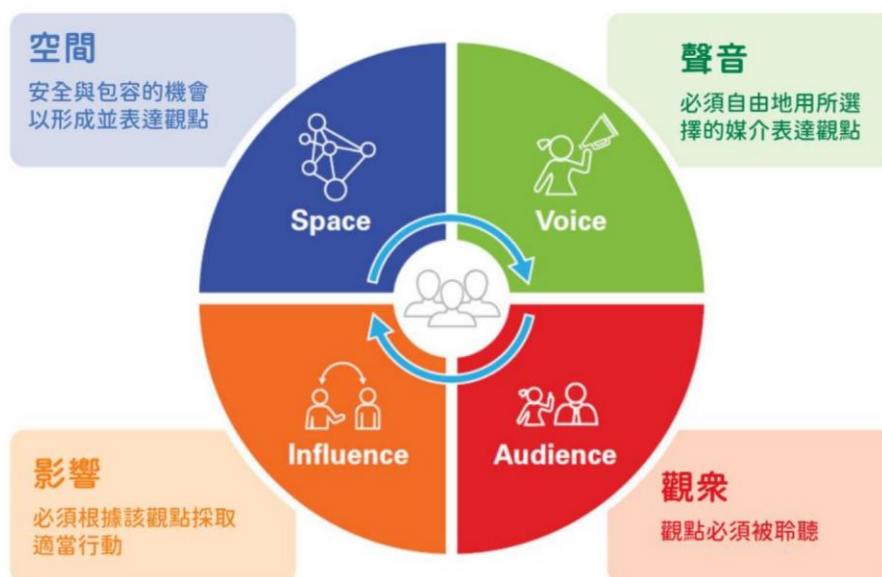 空間
安全與包容的機會
以形成並表達觀點
聲音
必須自由地用所選
擇的媒介表達觀點
Space
Voice
Influence
Audience
影響
必須根據該觀點採取
適當行動
觀衆
觀點必須被聆聽